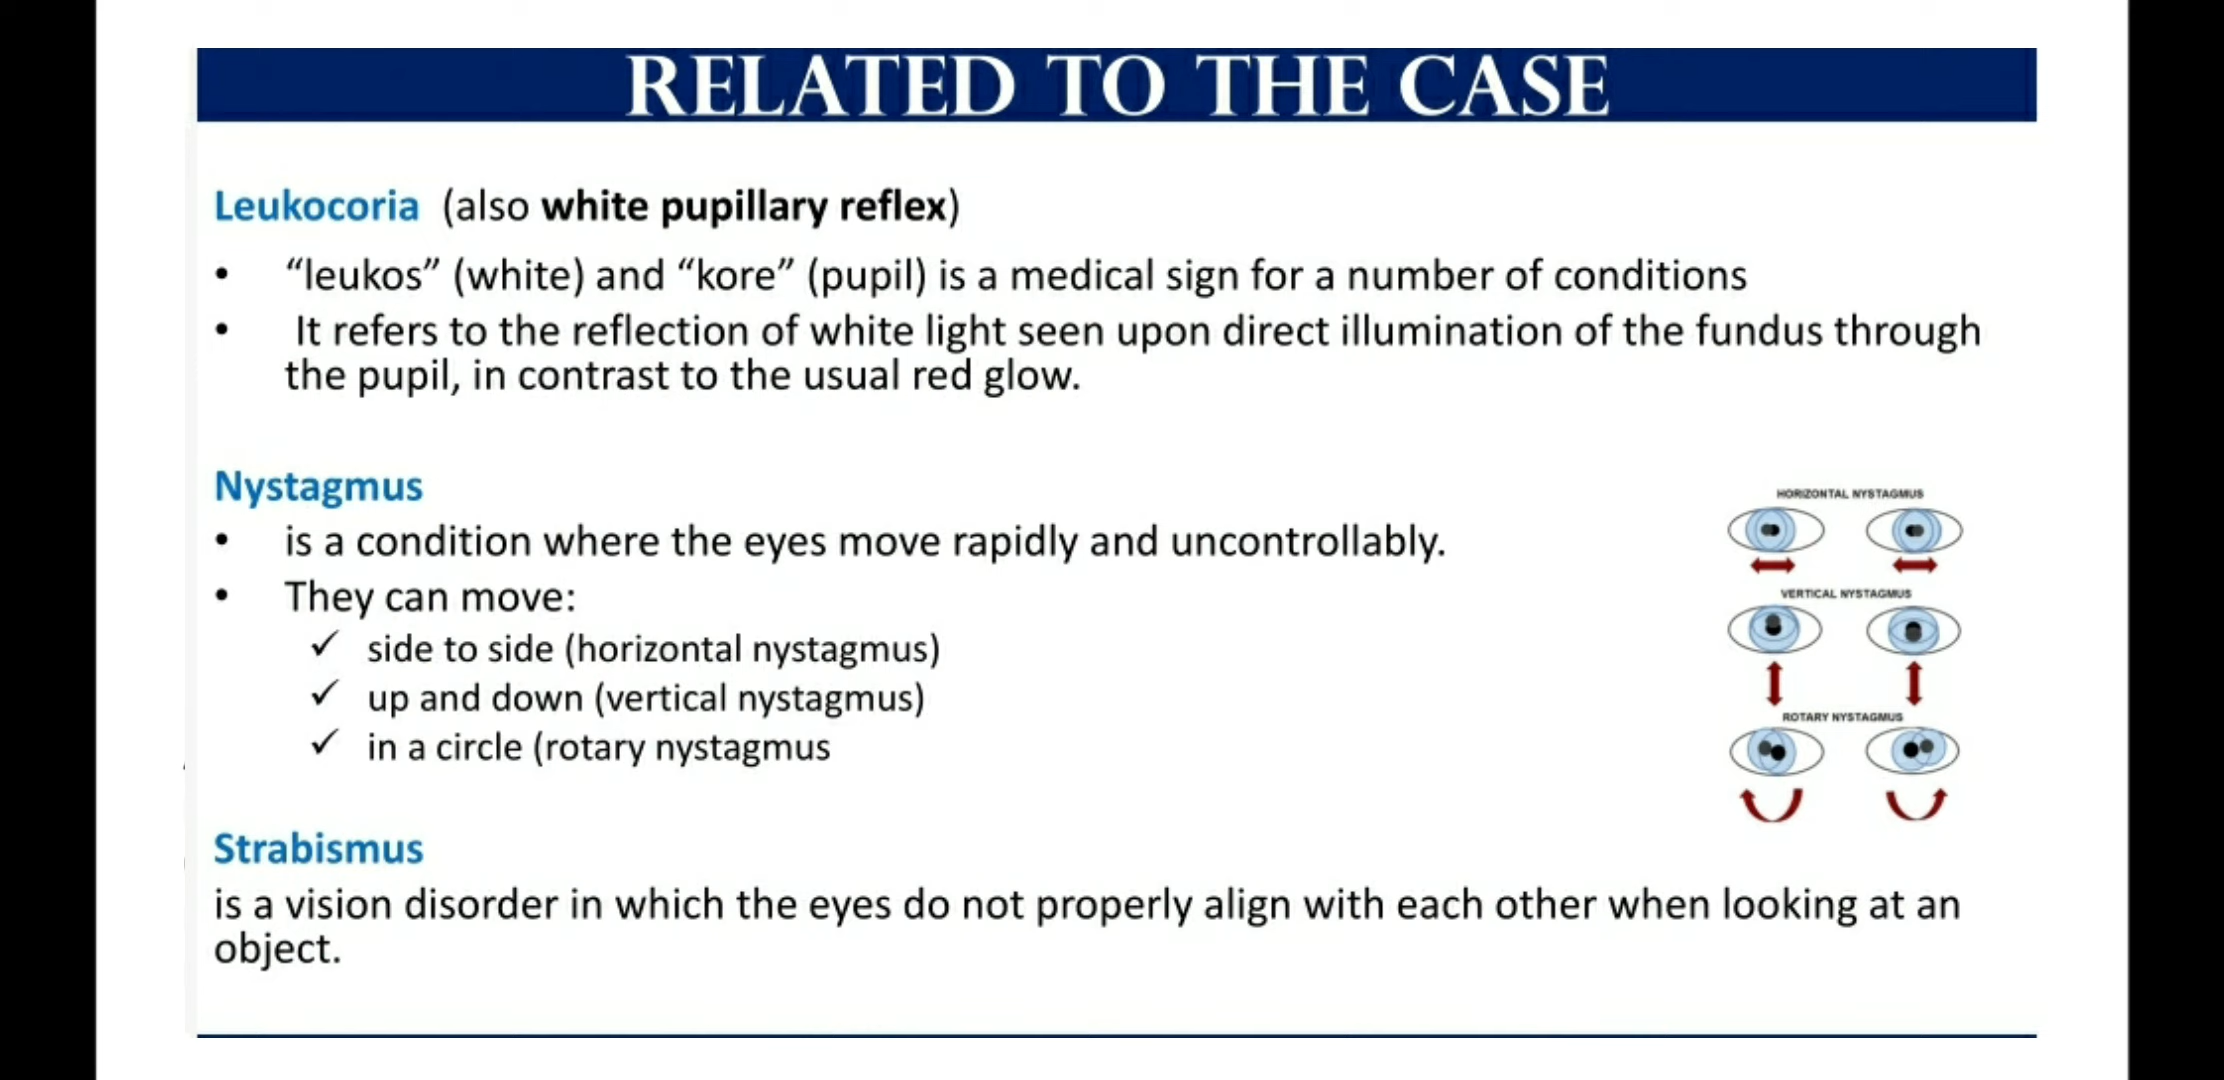 RELATED TO THE CASE
Leukocoria (also white pupillary reflex)
• “leukos” (white) and “kore” (pupil) is a medical sign for a number of conditions
• It refers to the reflection of white light seen upon direct illumination of the fundus through
the pupil, in contrast to the usual red glow.
Nystagmus
• is a condition where the eyes move rapidly and uncontrollably.
• They can move:
✓ side to side (horizontal nystagmus)
✓ up and down (vertical nystagmus)
✓ in a circle (rotary nystagmus
HORIZONTAL NYSTAGMUS
VERTICAL NYSTAGMUS
ROTARY NYSTAGMUS
Strabismus
is a vision disorder in which the eyes do not properly align with each other when looking at an
object.